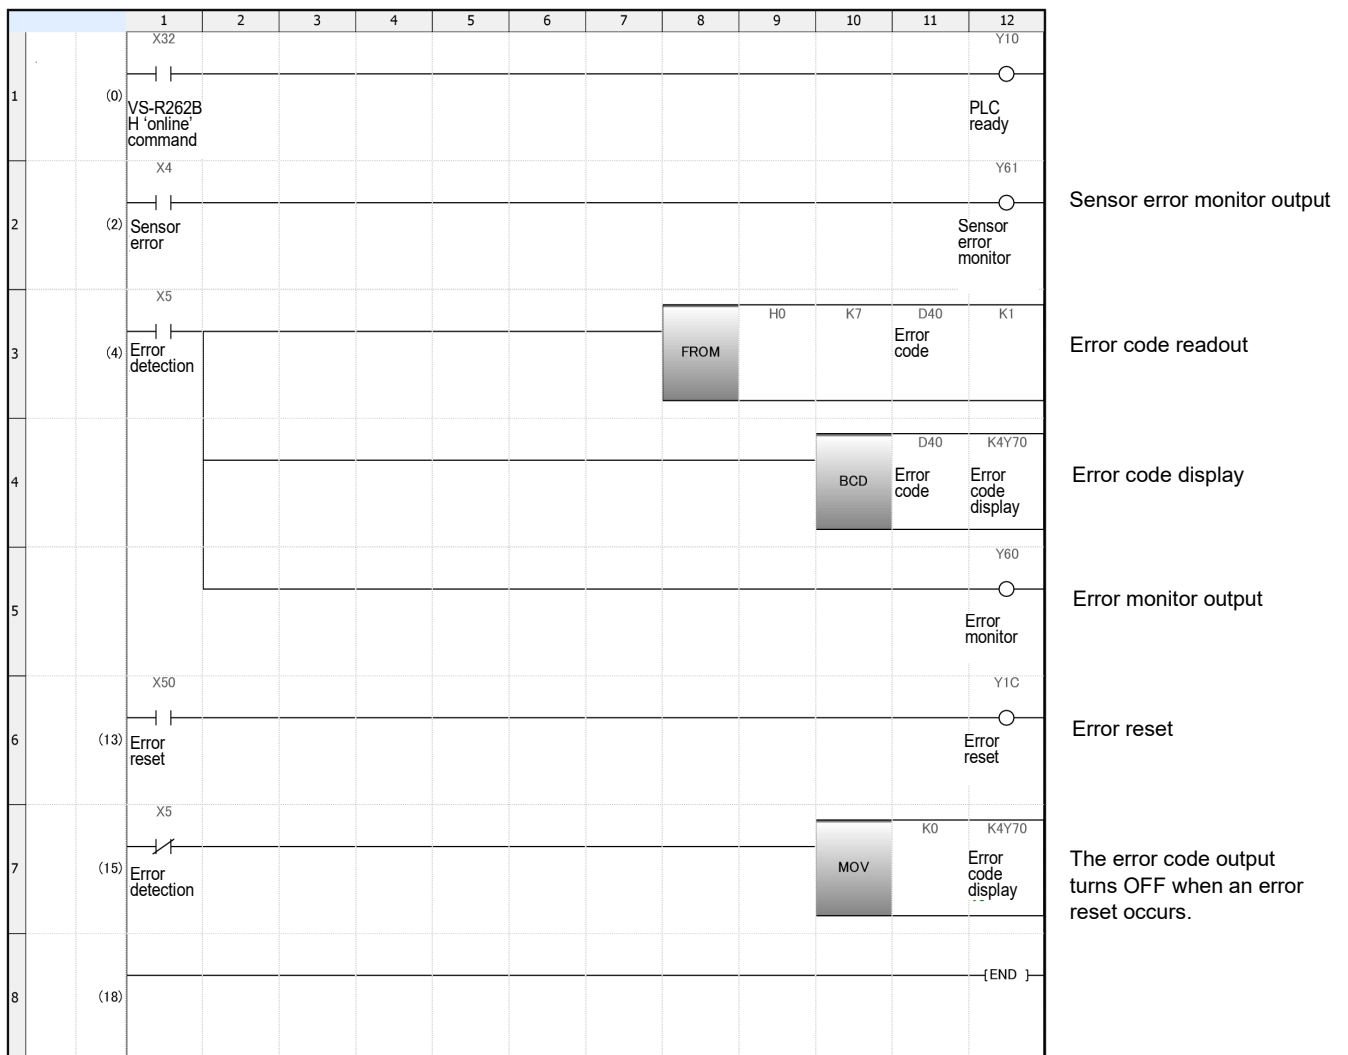 1 2 3 4 5 6 7 8 9 10 11 12
X32 Y10
1 (0)
VS-R262B
H ‘online’
command
PLC
ready
X4 Y61
2 (2)
Sensor
error
Sensor
error
monitor
Sensor error monitor output
X5
3 (4)
Error
detection
FROM
H0 K7 D40 K1
Error
code
Error code readout
4
BCD
D40 K4Y70
Error
code
Error
code
display
Error code display
Y60
5
Error
monitor
Error monitor output
X50 Y1C
6 (13)
Error
reset
Error
reset
Error reset
X5
7 (15)
Error
detection
MOV
K0 K4Y70
Error
code
display
The error code output
turns OFF when an error
reset occurs.
8 (18)
[END ]